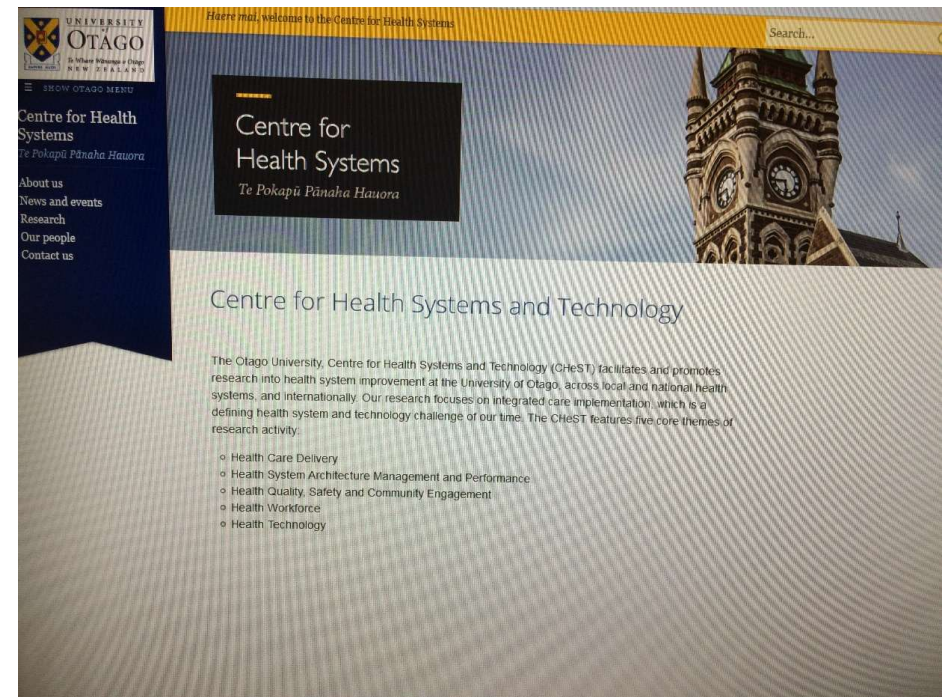 UNIVERSITY
of
OTAGO
Te Whare Wānanga o Otāgo
NEW ZEALAND
☰ SHOW OTAGO MENU
Centre for Health
Systems
Te Pokapū Pānaha Hauora
About us
News and events
Research
Our people
Contact us
Haere mai, welcome to the Centre for Health Systems
Search...
Centre for
Health Systems
Te Pokapū Pānaha Hauora
Centre for Health Systems and Technology
The Otago University, Centre for Health Systems and Technology (CHeST) facilitates and promotes
research into health system improvement at the University of Otago, across local and national health
systems, and internationally. Our research focuses on integrated care implementation, which is a
defining health system and technology challenge of our time. The CHeST features five core themes of
research activity:
Health Care Delivery
Health System Architecture Management and Performance
Health Quality, Safety and Community Engagement
Health Workforce
Health Technology